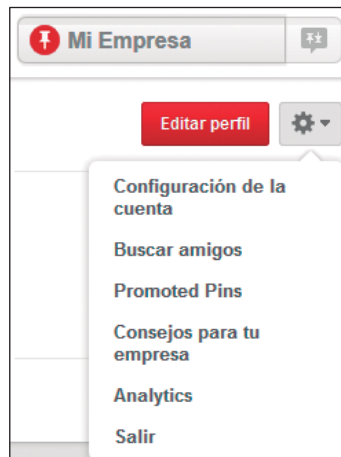 Mi Empresa
Editar perfil
Configuración de la
cuenta
Buscar amigos
Promoted Pins
Consejos para tu
empresa
Analytics
Salir